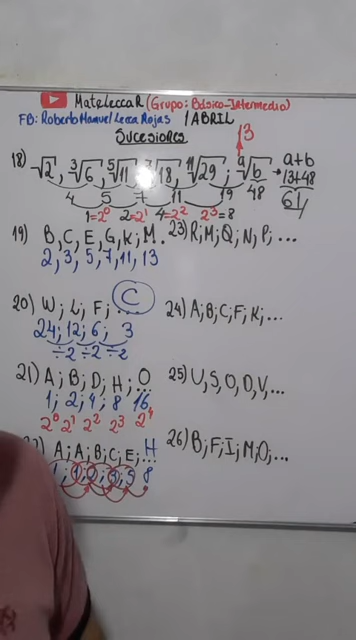 MateLeccaR (Grupo: Básico-Intermedio)
FB: Roberto Manuel Lecca Rojas / ABRIL
SUCESIONES
13
18) √2, ∛6, ⁵√11, ⁷√18, ¹¹√29; ᵃ√b → a+b
13+48
61
4 5 7 11 19 48
1=2⁰ 2=2¹ 4=2² 2³=8
19) B, C, E, G, K; M.
2, 3, 5, 7, 11, 13
20) W; L; F; ... C
24; 12; 6; 3
÷2 ÷2 ÷2
21) A; B; D; H; O
1; 2; 4; 8 16
2⁰ 2¹ 2² 2³ 2⁴
A; A; B; C; E; ... H
1, 2, 3, 5 8
23) R; M; Q; N; P; ...
24) A; B; C; F; K; ...
25) U, S, O, D, V, ...
26) B; F; I; M; O; ...